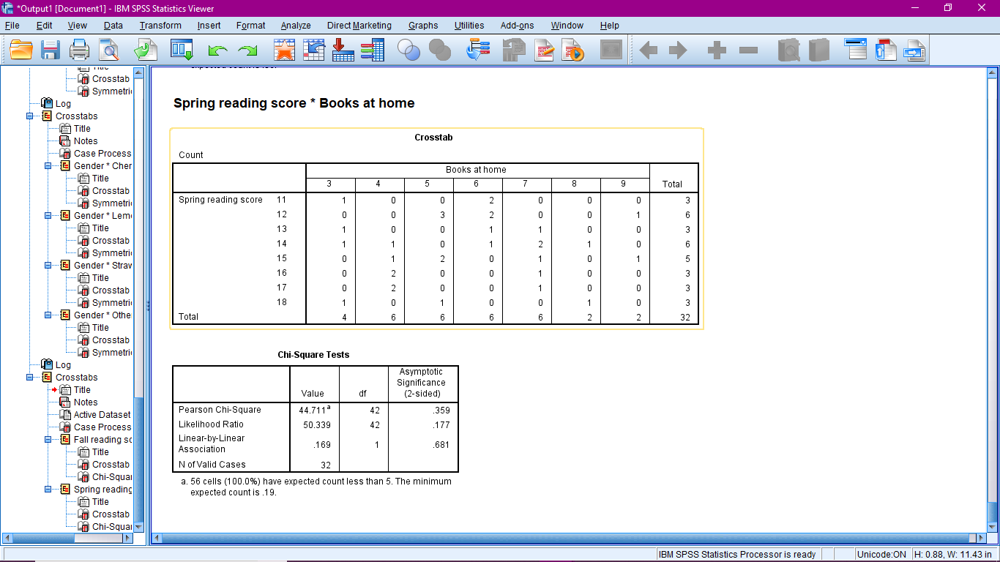 *Output1 [Document1] - IBM SPSS Statistics Viewer
File Edit View Data Transform Insert Format Analyze Direct Marketing Graphs Utilities Add-ons Window Help
Crosstab
Symmetri
Log
Crosstabs
Title
Notes
Case Process
Gender * Cher
Title
Crosstab
Symmetri
Gender * Lem
Title
Crosstab
Symmetri
Gender * Straw
Title
Crosstab
Symmetri
Gender * Othe
Title
Crosstab
Symmetri
Log
Crosstabs
Title
Notes
Active Dataset
Case Process
Fall reading sc
Title
Crosstab
Chi-Squar
Spring reading
Title
Crosstab
Chi-Squar
Spring reading score * Books at home
Crosstab
Count
Books at home
3 4 5 6 7 8 9 Total
Spring reading score 11 1 0 0 2 0 0 0 3
12 0 0 3 2 0 0 1 6
13 1 0 0 1 1 0 0 3
14 1 1 0 1 2 1 0 6
15 0 1 2 0 1 0 1 5
16 0 2 0 0 1 0 0 3
17 0 2 0 0 1 0 0 3
18 1 0 1 0 0 1 0 3
Total 4 6 6 6 6 2 2 32
Chi-Square Tests
Value df Asymptotic Significance (2-sided)
Pearson Chi-Square 44.711a 42 .359
Likelihood Ratio 50.339 42 .177
Linear-by-Linear Association .169 1 .681
N of Valid Cases 32
a. 56 cells (100.0%) have expected count less than 5. The minimum
expected count is .19.
IBM SPSS Statistics Processor is ready Unicode:ON H: 0.88, W: 11.43 in